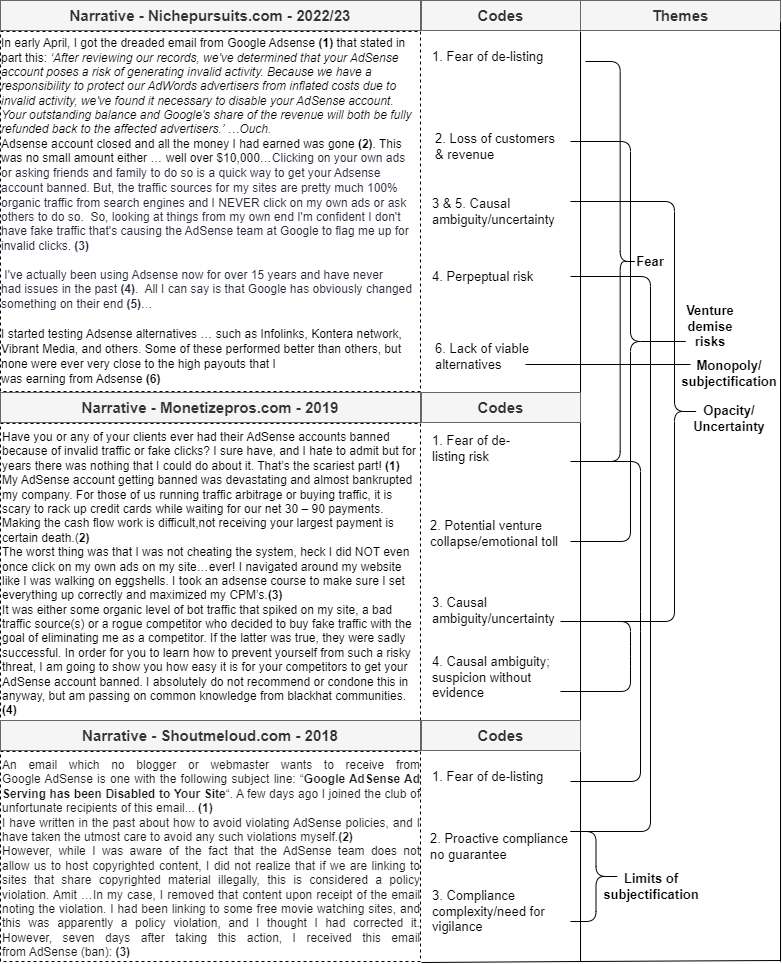 Narrative - Nichepursuits.com - 2022/23
Codes
Themes
In early April, I got the dreaded email from Google Adsense (1) that stated in
part this: ‘After reviewing our records, we've determined that your AdSense
account poses a risk of generating invalid activity. Because we have a
responsibility to protect our AdWords advertisers from inflated costs due to
invalid activity, we've found it necessary to disable your AdSense account.
Your outstanding balance and Google's share of the revenue will both be fully
refunded back to the affected advertisers.’ …Ouch.
Adsense account closed and all the money I had earned was gone (2). This
was no small amount either … well over $10,000…Clicking on your own ads
or asking friends and family to do so is a quick way to get your Adsense
account banned. But, the traffic sources for my sites are pretty much 100%
organic traffic from search engines and I NEVER click on my own ads or ask
others to do so. So, looking at things from my own end I'm confident I don't
have fake traffic that's causing the AdSense team at Google to flag me up for
invalid clicks. (3)
I've actually been using Adsense now for over 15 years and have never
had issues in the past (4). All I can say is that Google has obviously changed
something on their end (5)…
I started testing Adsense alternatives … such as Infolinks, Kontera network,
Vibrant Media, and others. Some of these performed better than others, but
none were ever very close to the high payouts that I
was earning from Adsense (6)
1. Fear of de-listing
2. Loss of customers
& revenue
3 & 5. Causal
ambiguity/uncertainty
4. Perpeptual risk
6. Lack of viable
alternatives
Fear
Venture
demise
risks
Monopoly/
subjectification
Opacity/
Uncertainty
Narrative - Monetizepros.com - 2019
Codes
Have you or any of your clients ever had their AdSense accounts banned
because of invalid traffic or fake clicks? I sure have, and I hate to admit but for
years there was nothing that I could do about it. That's the scariest part! (1)
My AdSense account getting banned was devastating and almost bankrupted
my company. For those of us running traffic arbitrage or buying traffic, it is
scary to rack up credit cards while waiting for our net 30 – 90 payments.
Making the cash flow work is difficult,not receiving your largest payment is
certain death.(2)
The worst thing was that I was not cheating the system, heck I did NOT even
once click on my own ads on my site…ever! I navigated around my website
like I was walking on eggshells. I took an adsense course to make sure I set
everything up correctly and maximized my CPM's.(3)
It was either some organic level of bot traffic that spiked on my site, a bad
traffic source(s) or a rogue competitor who decided to buy fake traffic with the
goal of eliminating me as a competitor. If the latter was true, they were sadly
successful. In order for you to learn how to prevent yourself from such a risky
threat, I am going to show you how easy it is for your competitors to get your
AdSense account banned. I absolutely do not recommend or condone this in
anyway, but am passing on common knowledge from blackhat communities.
(4)
1. Fear of de-
listing risk
2. Potential venture
collapse/emotional toll
3. Causal
ambiguity/uncertainty
4. Causal ambiguity;
suspicion without
evidence
Narrative - Shoutmeloud.com - 2018
Codes
An email which no blogger or webmaster wants to receive from
Google AdSense is one with the following subject line: “Google AdSense Ad
Serving has been Disabled to Your Site“. A few days ago I joined the club of
unfortunate recipients of this email... (1)
I have written in the past about how to avoid violating AdSense policies, and I
have taken the utmost care to avoid any such violations myself.(2)
However, while I was aware of the fact that the AdSense team does not
allow us to host copyrighted content, I did not realize that if we are linking to
sites that share copyrighted material illegally, this is considered a policy
violation. Amit …In my case, I removed that content upon receipt of the email
noting the violation. I had been linking to some free movie watching sites, and
this was apparently a policy violation, and I thought I had corrected it.
However, seven days after taking this action, I received this email
from AdSense (ban): (3)
1. Fear of de-listing
2. Proactive compliance
no guarantee
3. Compliance
complexity/need for
vigilance
Limits of
subjectification